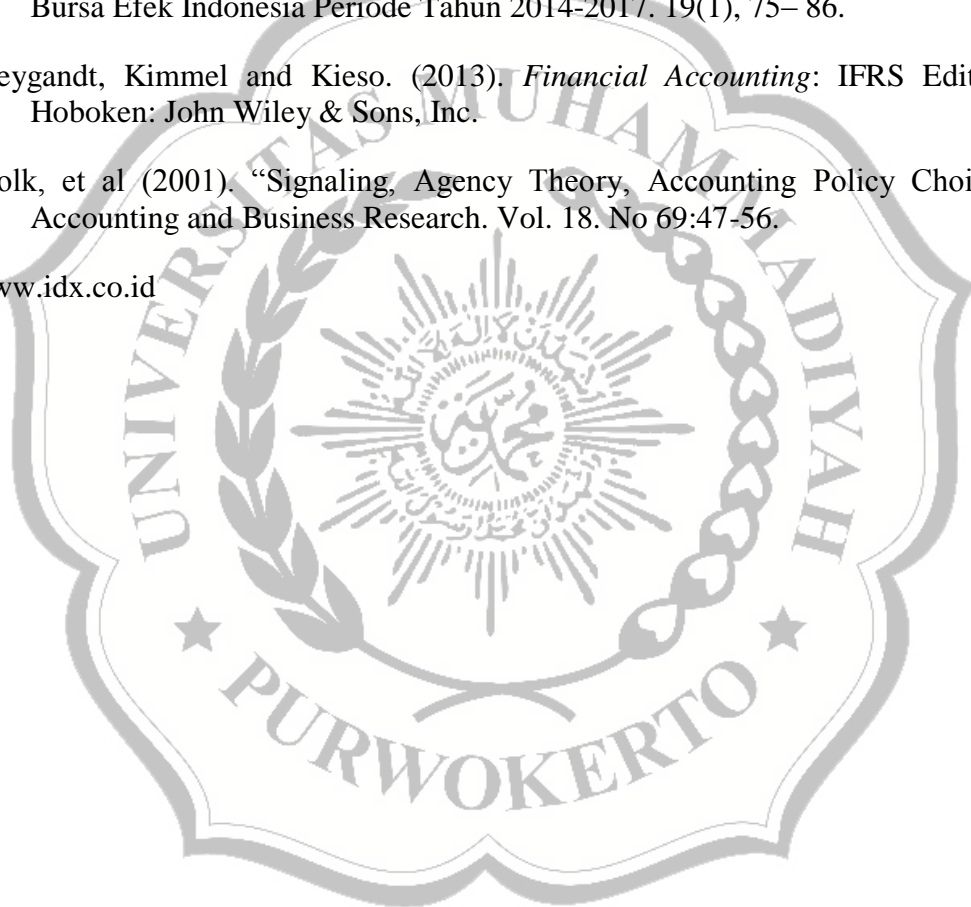 Bursa Efek Indonesia Periode Tahun 2014-2017. 19(1), 75– 86.
eygandt, Kimmel and Kieso. (2013). Financial Accounting: IFRS Edit
Hoboken: John Wiley & Sons, Inc.
olk, et al (2001). “Signaling, Agency Theory, Accounting Policy Choi
Accounting and Business Research. Vol. 18. No 69:47-56.
ww.idx.co.id
UNIVERSITAS MUHAMMADIYAH
PURWOKERTO